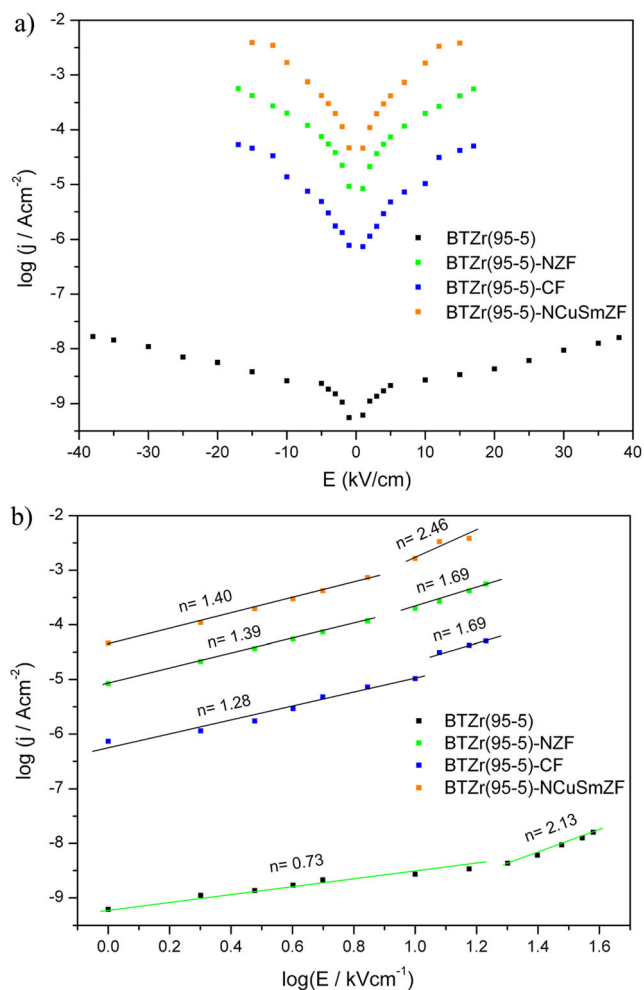 a)
-2
-3
-4
-5
-6
-7
-8
-9
log (j / Acm⁻²)
BTZr(95-5)
BTZr(95-5)-NZF
BTZr(95-5)-CF
BTZr(95-5)-NCuSmZF
-40 -30 -20 -10 0 10 20 30 40
E (kV/cm)
b)
-2
-3
-4
-5
-6
-7
-8
-9
log (j / Acm⁻²)
n=2.46
n= 1.40
n=1.69
n= 1.39
n=1.69
n= 1.28
BTZr(95-5)
BTZr(95-5)-NZF
BTZr(95-5)-CF
BTZr(95-5)-NCuSmZF
n= 2.13
n= 0.73
0.0 0.2 0.4 0.6 0.8 1.0 1.2 1.4 1.6
log(E / kVcm⁻¹)